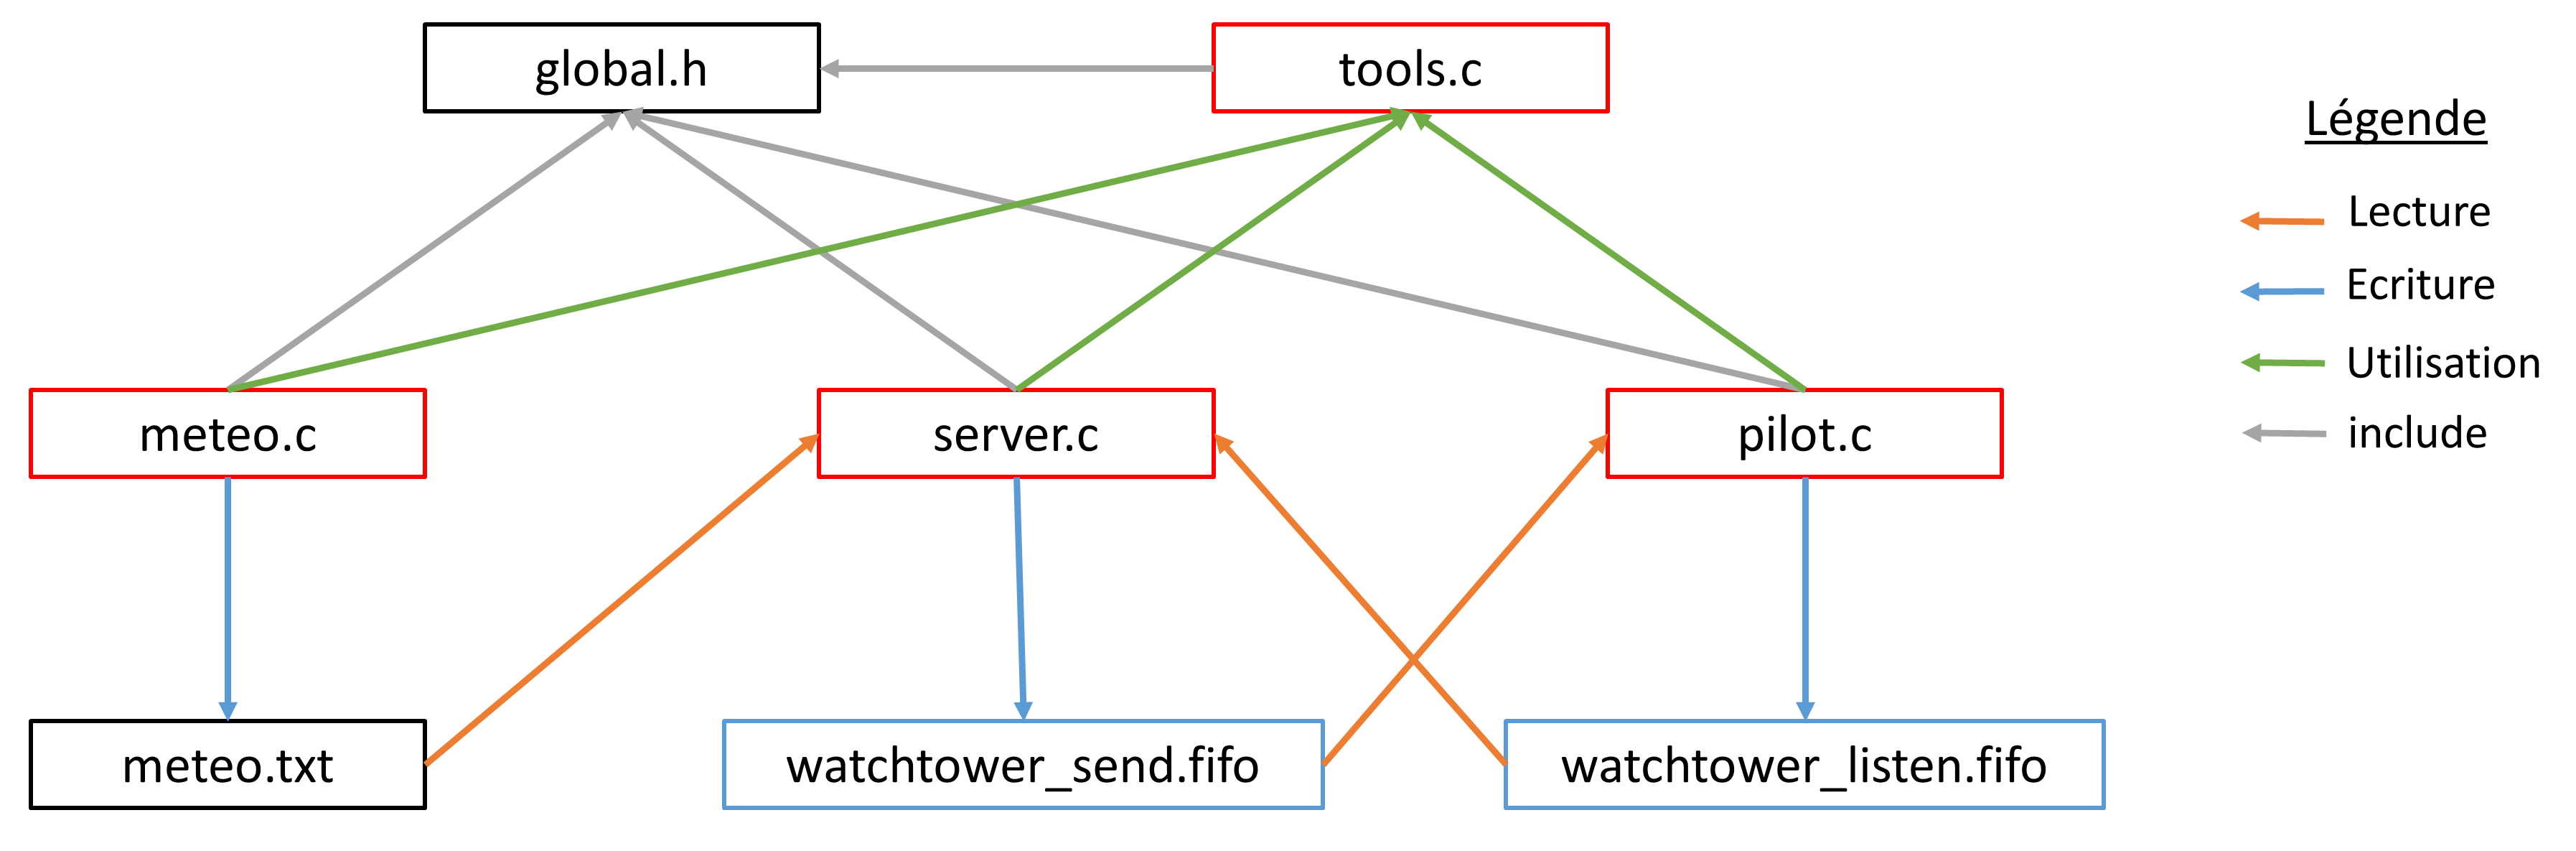 global.h
tools.c
Légende
Lecture
Ecriture
Utilisation
include
meteo.c
server.c
pilot.c
meteo.txt
watchtower_send.fifo
watchtower_listen.fifo